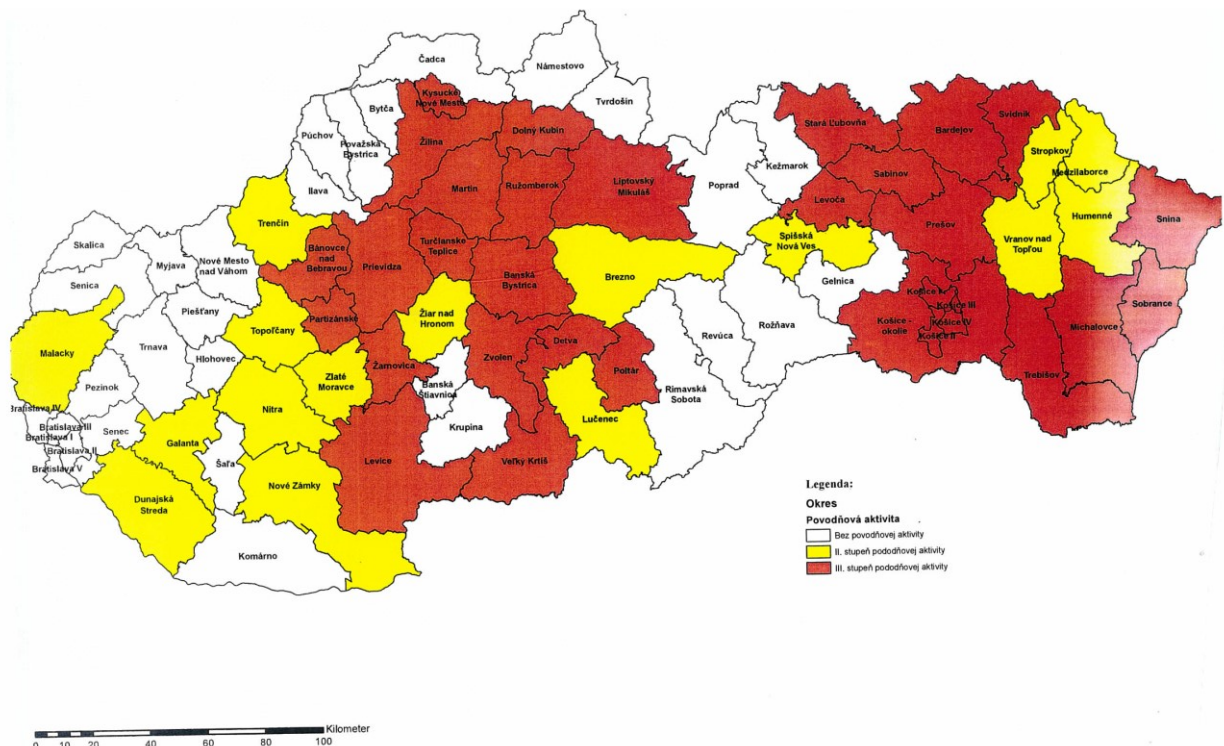 Čadca
Námestovo
Tvrdošín
Kysucké
Nové Mesto
Bytča
Púchov
Považská
Bystrica
Ilava
Žilina
Dolný Kubín
Martin
Ružomberok
Liptovský
Mikuláš
Poprad
Kežmarok
Stará Ľubovňa
Bardejov
Svidník
Stropkov
Medzilaborce
Sabinov
Levoča
Prešov
Humenné
Snina
Vranov nad
Topľou
Spišská
Nová Ves
Gelnica
Trenčín
Skalica
Myjava
Nové Mesto
nad Váhom
Senica
Bánovce
nad
Bebravou
Prievidza
Turčianske
Teplice
Banská
Bystrica
Brezno
Piešťany
Topoľčany
Partizánske
Žiar nad
Hronom
Malacky
Trnava
Hlohovec
Pezinok
Zlaté
Moravce
Žarnovica
Zvolen
Detva
Poltár
Banská
Štiavnica
Krupina
Revúca
Rožňava
Rimavská
Sobota
Košice I
Košice III
Košice IV
Košice II
Košice -
okolie
Michalovce
Sobrance
Trebišov
Bratislava IV
Bratislava III
Bratislava I
Bratislava II
Bratislava V
Senec
Galanta
Šaľa
Nitra
Nové Zámky
Levice
Veľký Krtíš
Lučenec
Dunajská
Streda
Komárno
Legenda:
Okres
Povodňová aktivita
Bez povodňovej aktivity
II. stupeň pododňovej aktivity
III. stupeň pododňovej aktivity
Kilometer
0 10 20 40 60 80 100